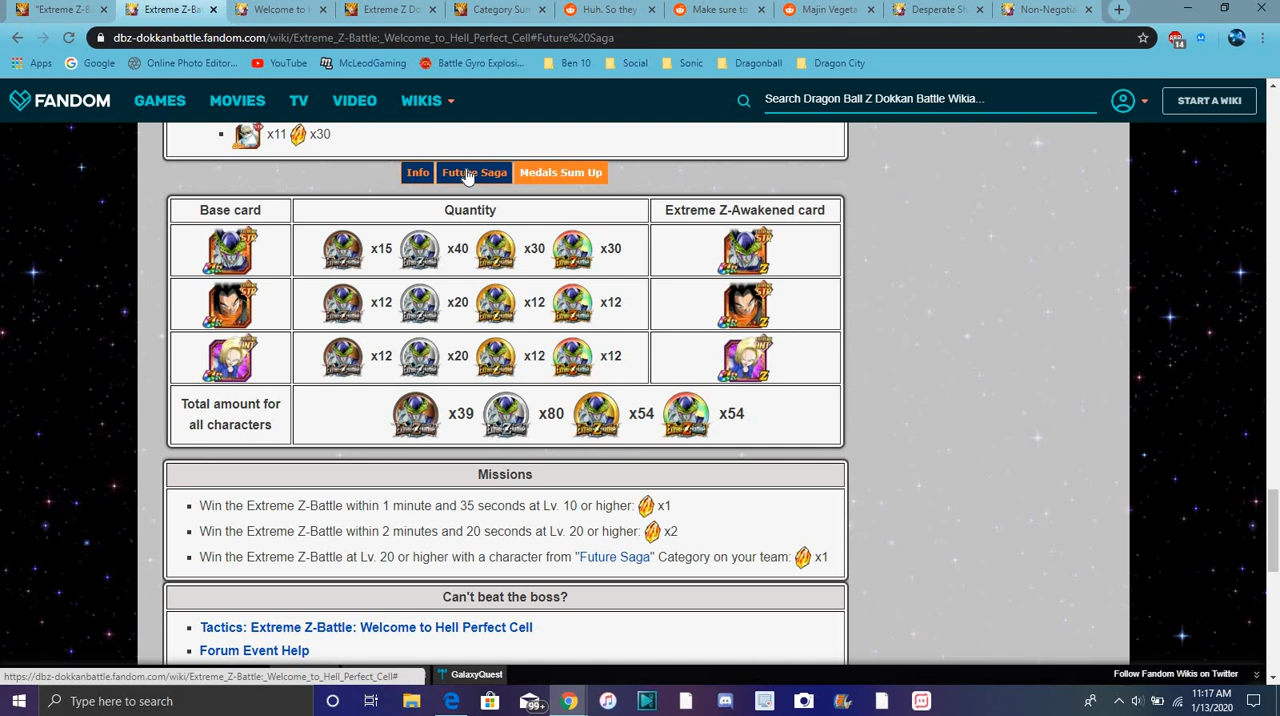 "Extreme Z-B
Extreme Z-Bat
Welcome to H
Extreme Z Do
Category Sum
Huh. So they
Make sure to
Majin Vegeta
Desperate Sh
Non-Negotia
dbz-dokkanbattle.fandom.com/wiki/Extreme_Z-Battle:_Welcome_to_Hell_Perfect_Cell#Future%20Saga
14
Apps
Google
Online Photo Editor...
YouTube
McLeodGaming
Battle Gyro Explosi...
Ben 10
Social
Sonic
Dragonball
Dragon City
FANDOM
GAMES
MOVIES
TV
VIDEO
WIKIS
Search Dragon Ball Z Dokkan Battle Wikia...
START A WIKI
x11 x30
Info
Future Saga
Medals Sum Up
Base card
Quantity
Extreme Z-Awakened card
x15 x40 x30 x30
x12 x20 x12 x12
x12 x20 x12 x12
Total amount for
all characters
x39 x80 x54 x54
Missions
Win the Extreme Z-Battle within 1 minute and 35 seconds at Lv. 10 or higher: x1
Win the Extreme Z-Battle within 2 minutes and 20 seconds at Lv. 20 or higher: x2
Win the Extreme Z-Battle at Lv. 20 or higher with a character from "Future Saga" Category on your team: x1
Can't beat the boss?
Tactics: Extreme Z-Battle: Welcome to Hell Perfect Cell
Forum Event Help
https://dbz-dokkanbattle.fandom.com/wiki/Extreme_Z-Battle:_Welcome_to_Hell_Perfect_Cell#
GalaxyQuest
Follow Fandom Wikis on Twitter
Type here to search
99+
11:17 AM
1/13/2020